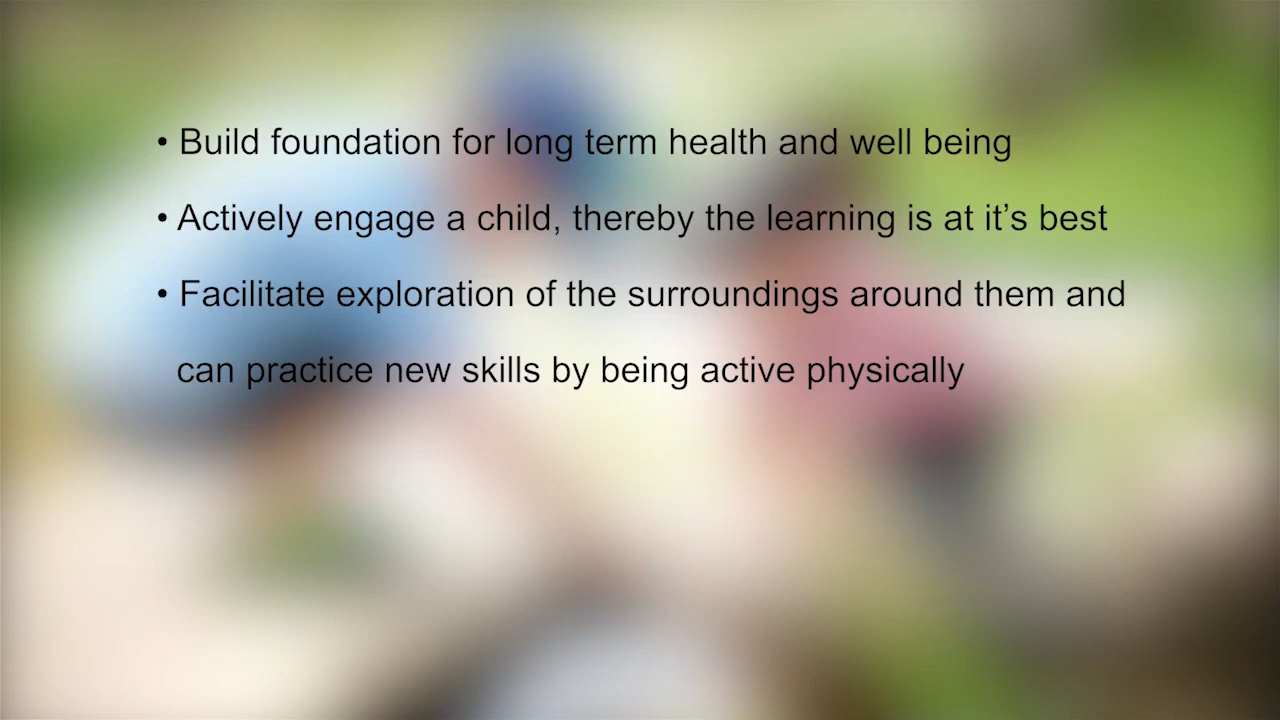 • Build foundation for long term health and well being
• Actively engage a child, thereby the learning is at it’s best
• Facilitate exploration of the surroundings around them and
can practice new skills by being active physically